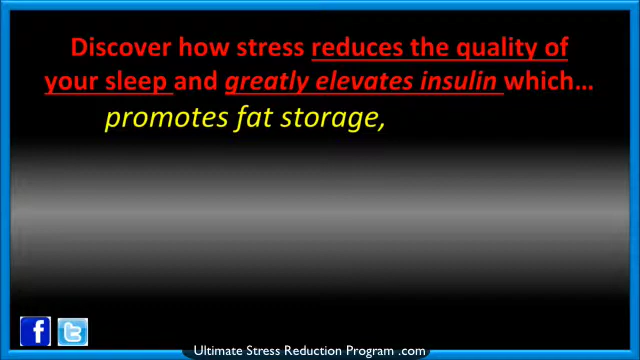 Discover how stress reduces the quality of
your sleep and greatly elevates insulin which...
promotes fat storage,
f
t
Ultimate Stress Reduction Program .com